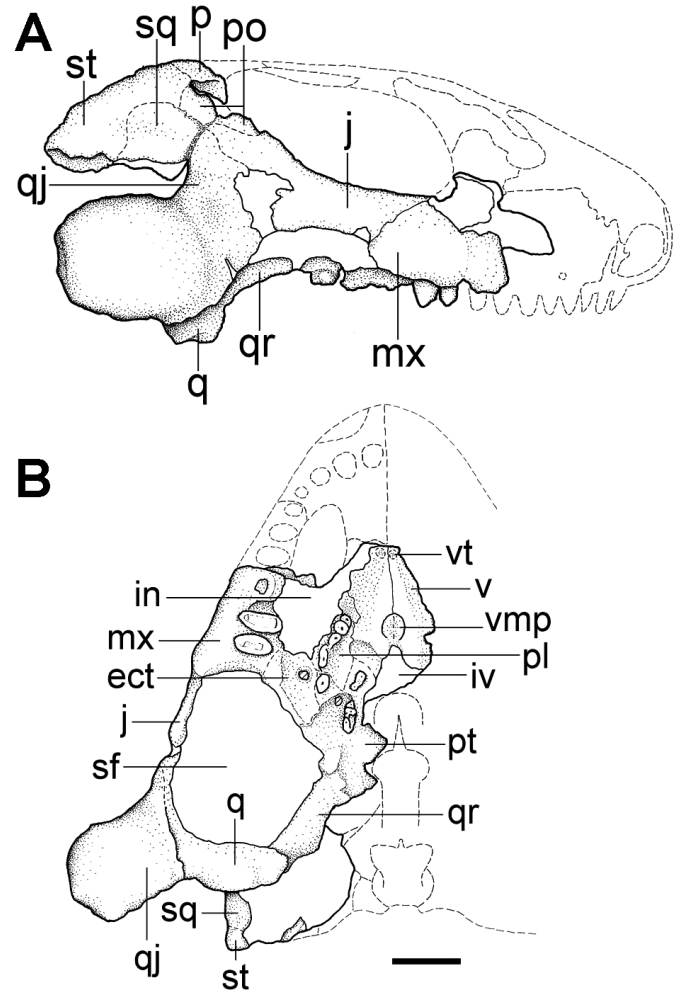 A
st sq p po
j
qj
q qr mx
B
vt
in v
mx vmp
pl
ect iv
j
pt
sf
q qr
sq
qj st